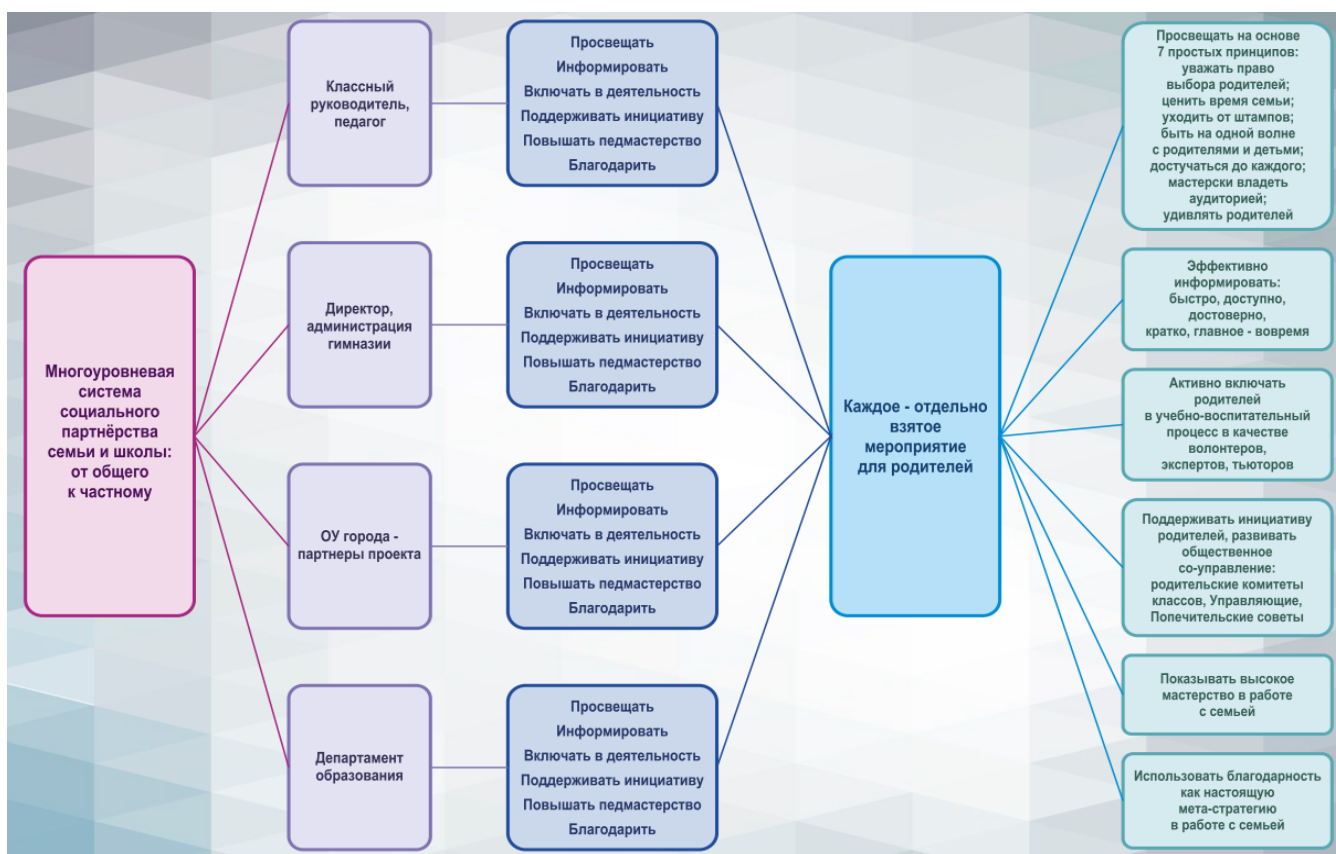 Многоуровневая
система
социального
партнёрства
семьи и школы:
от общего
к частному
Классный
руководитель,
педагог
Просвещать
Информировать
Включать в деятельность
Поддерживать инициативу
Повышать педмастерство
Благодарить
Директор,
администрация
гимназии
Просвещать
Информировать
Включать в деятельность
Поддерживать инициативу
Повышать педмастерство
Благодарить
ОУ города -
партнеры проекта
Просвещать
Информировать
Включать в деятельность
Поддерживать инициативу
Повышать педмастерство
Благодарить
Департамент
образования
Просвещать
Информировать
Включать в деятельность
Поддерживать инициативу
Повышать педмастерство
Благодарить
Каждое - отдельно
взятое
мероприятие
для родителей
Просвещать на основе
7 простых принципов:
уважать право
выбора родителей;
ценить время семьи;
уходить от штампов;
быть на одной волне
с родителями и детьми;
достучаться до каждого;
мастерски владеть
аудиторией;
удивлять родителей
Эффективно
информировать:
быстро, доступно,
достоверно,
кратко, главное - вовремя
Активно включать
родителей
в учебно-воспитательный
процесс в качестве
волонтеров,
экспертов, тьюторов
Поддерживать инициативу
родителей, развивать
общественное
со-управление:
родительские комитеты
классов, Управляющие,
Попечительские советы
Показывать высокое
мастерство в работе
с семьей
Использовать благодарность
как настоящую
мета-стратегию
в работе с семьей